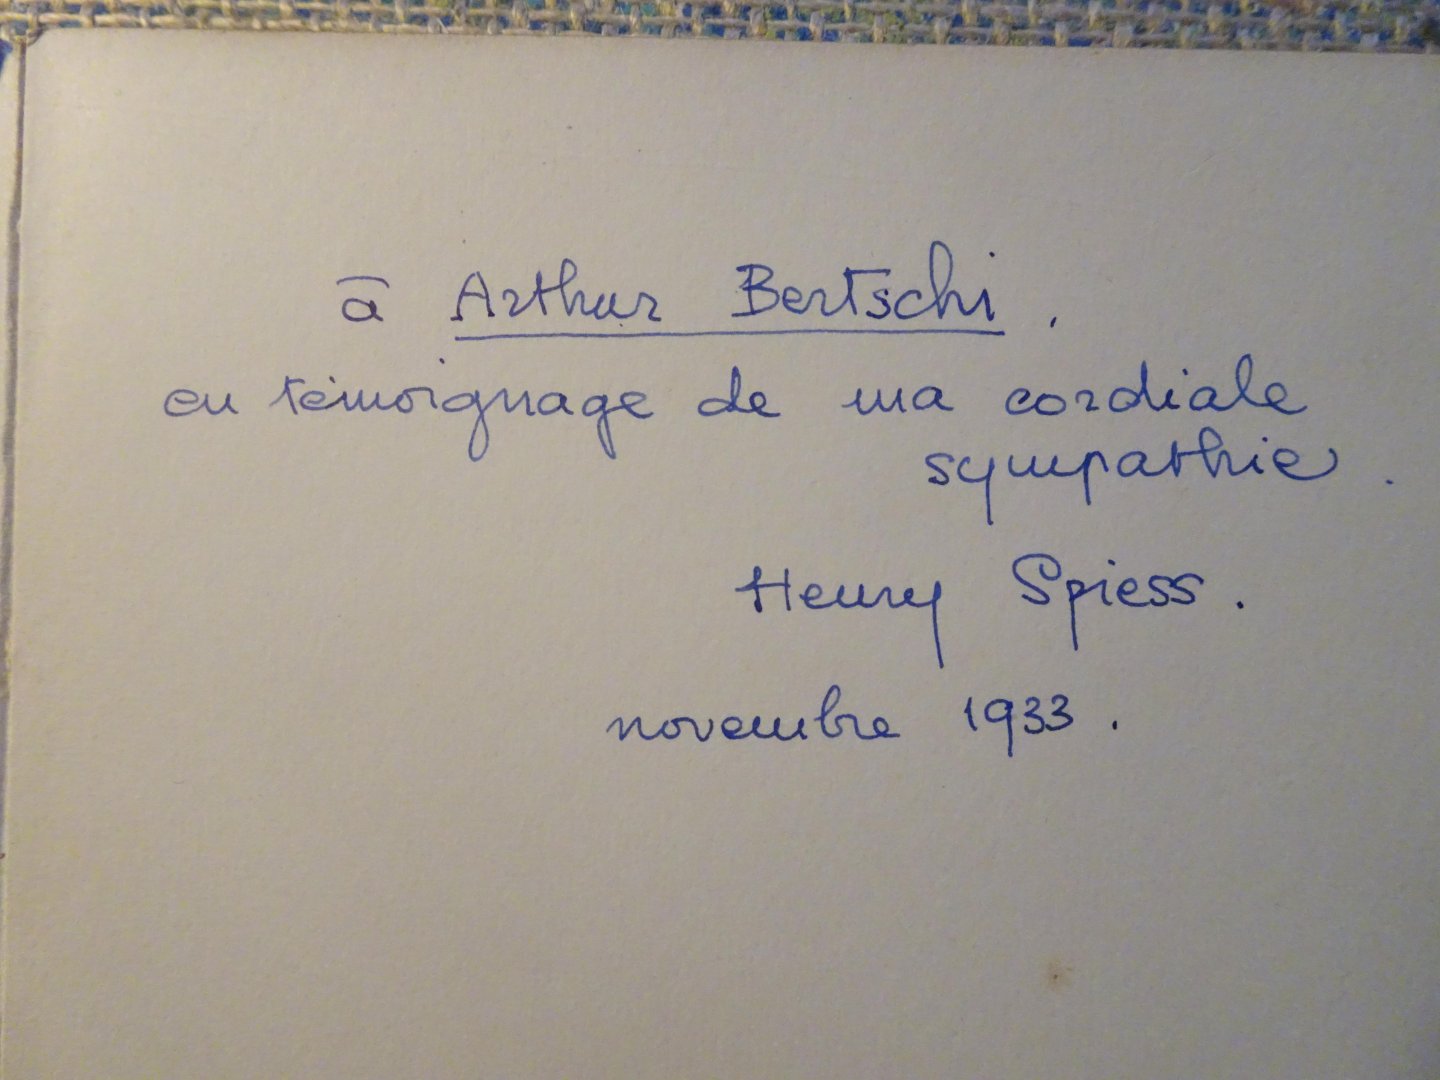 à Arthur Bertschi.
en témoignage de ma cordiale
sympathie.
Henry Spiess.
novembre 1933.